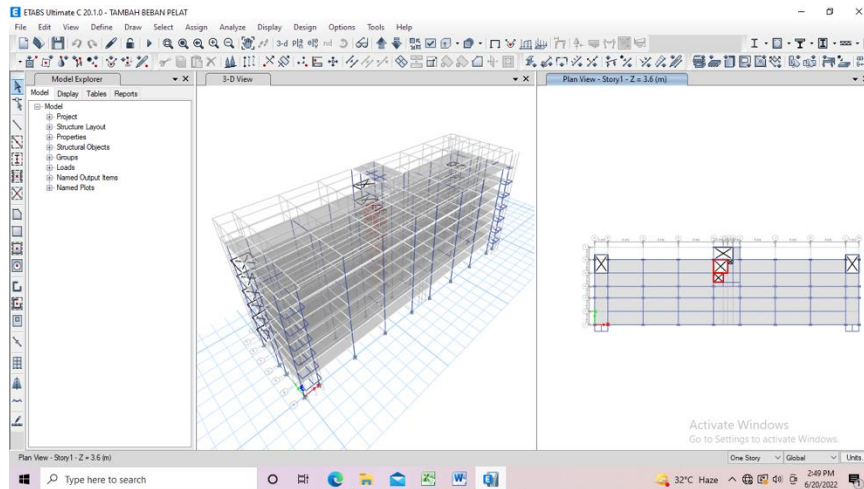 ETABS Ultimate C 20.1.0 - TAMBAH BEBAN PELAT
File Edit View Define Draw Select Assign Analyze Display Design Options Tools Help
3-d
Model Explorer
3-D View
Plan View - Story1 - Z = 3.6 (m)
Model Display Tables Reports
Model
Project
Structure Layout
Properties
Structural Objects
Groups
Loads
Named Output Items
Named Plots
Activate Windows
Go to Settings to activate Windows.
Plan View - Story1 - Z = 3.6 (m)
One Story Global Units...
Type here to search
32°C Haze
2:49 PM
6/20/2022